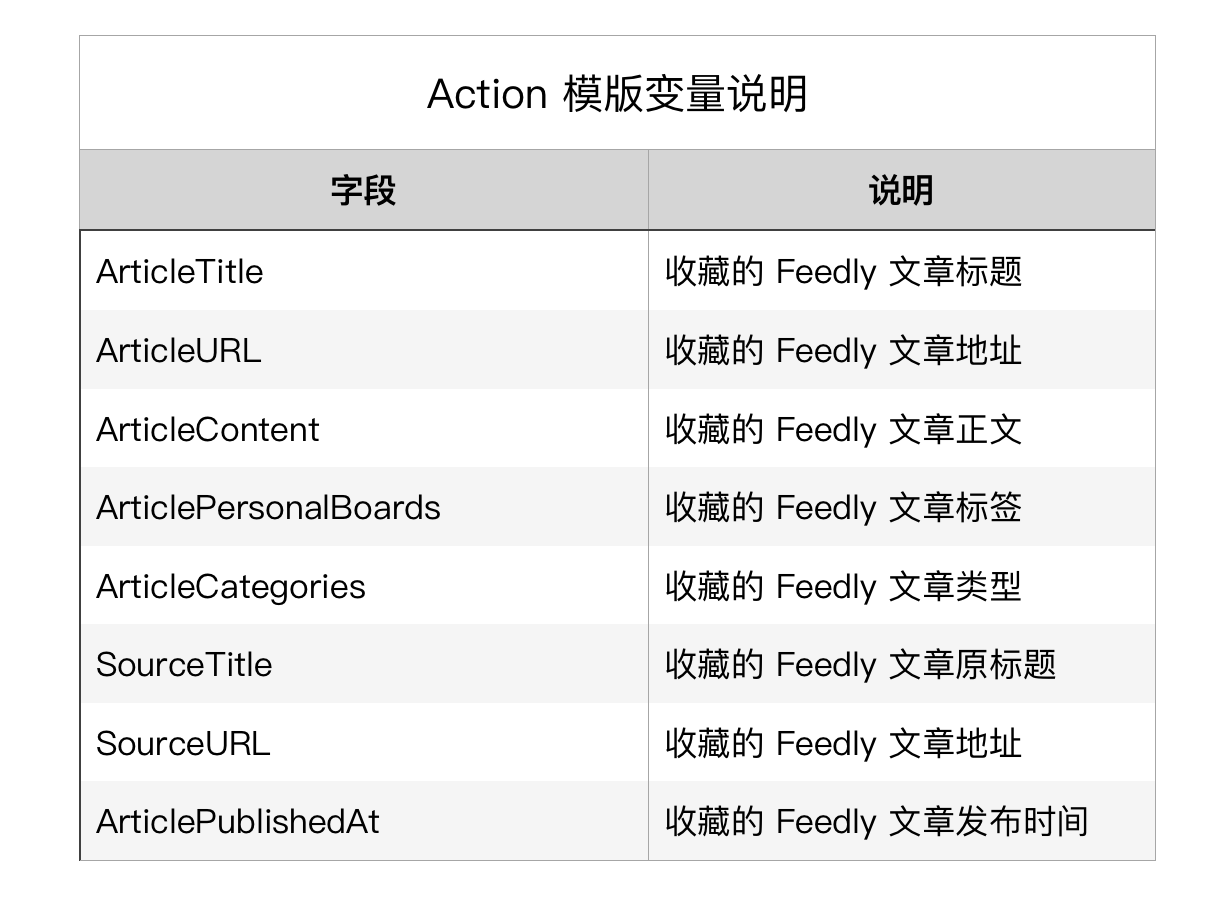 Action 模版变量说明
字段 说明
ArticleTitle 收藏的 Feedly 文章标题
ArticleURL 收藏的 Feedly 文章地址
ArticleContent 收藏的 Feedly 文章正文
ArticlePersonalBoards 收藏的 Feedly 文章标签
ArticleCategories 收藏的 Feedly 文章类型
SourceTitle 收藏的 Feedly 文章原标题
SourceURL 收藏的 Feedly 文章地址
ArticlePublishedAt 收藏的 Feedly 文章发布时间